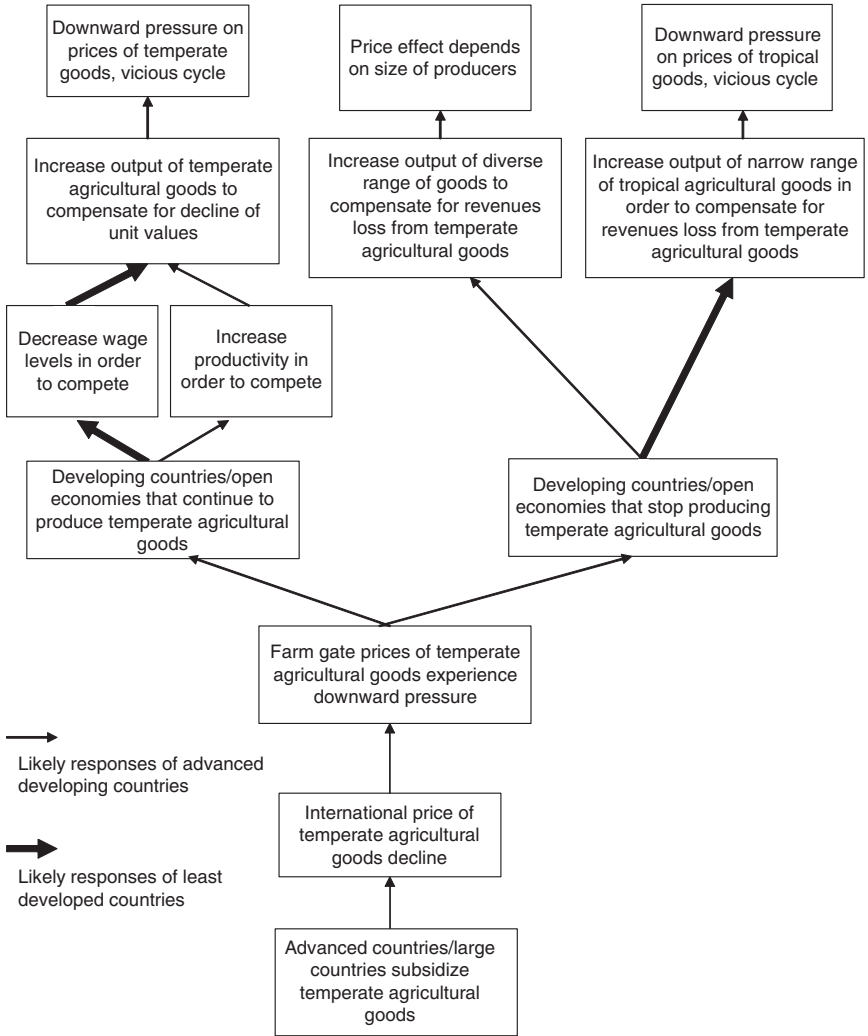 Downward pressure on
prices of temperate
goods, vicious cycle
Price effect depends
on size of producers
Downward pressure
on prices of tropical
goods, vicious cycle
Increase output of temperate
agricultural goods to
compensate for decline of
unit values
Increase output of diverse
range of goods to
compensate for revenues
loss from temperate
agricultural goods
Increase output of narrow range
of tropical agricultural goods in
order to compensate for
revenues loss from temperate
agricultural goods
Decrease wage
levels in order
to compete
Increase
productivity in
order to compete
Developing countries/open
economies that continue to
produce temperate agricultural
goods
Developing countries/open
economies that stop producing
temperate agricultural goods
Farm gate prices of temperate
agricultural goods experience
downward pressure
Likely responses of advanced
developing countries
International price of
temperate agricultural
goods decline
Likely responses of least
developed countries
Advanced countries/large
countries subsidize
temperate agricultural
goods